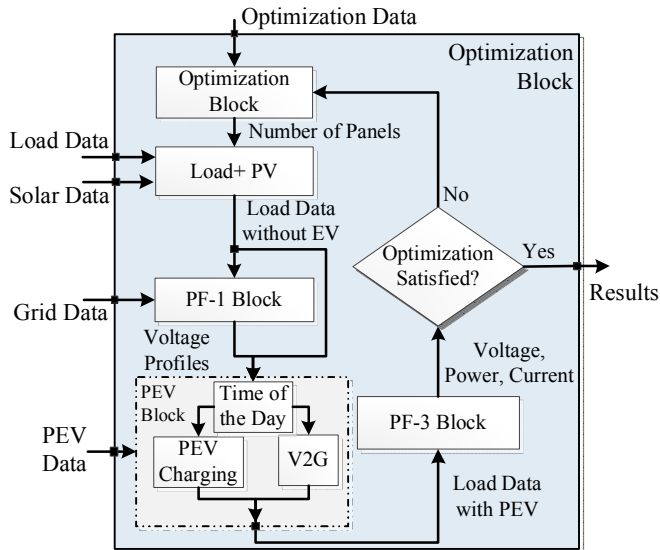 Optimization Data
Optimization
Block
Optimization
Block
Number of Panels
Load Data
Solar Data
Load+ PV
Load Data
without EV
No
Optimization
Satisfied?
Yes
Results
Grid Data
PF-1 Block
Voltage
Profiles
Voltage,
Power, Current
PEV
Block
Time of
the Day
PEV
Data
PEV
Charging
V2G
PF-3 Block
Load Data
with PEV